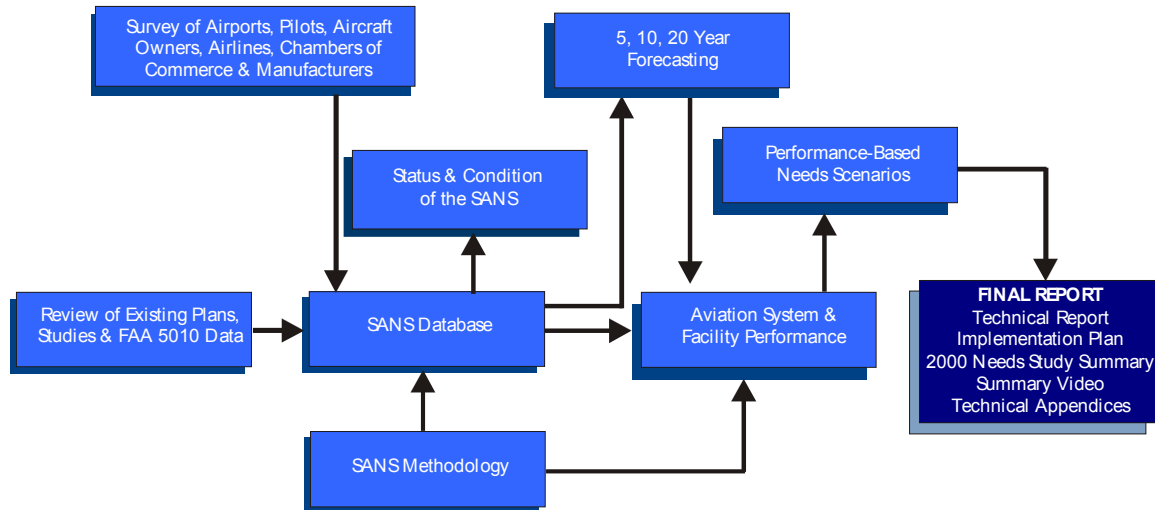 Survey of Airports, Pilots, Aircraft
Owners, Airlines, Chambers of
Commerce & Manufacturers
5, 10, 20 Year
Forecasting
Status & Condition
of the SANS
Performance-Based
Needs Scenarios
Review of Existing Plans,
Studies & FAA 5010 Data
SANS Database
Aviation System &
Facility Performance
FINAL REPORT
Technical Report
Implementation Plan
2000 Needs Study Summary
Summary Video
Technical Appendices
SANS Methodology